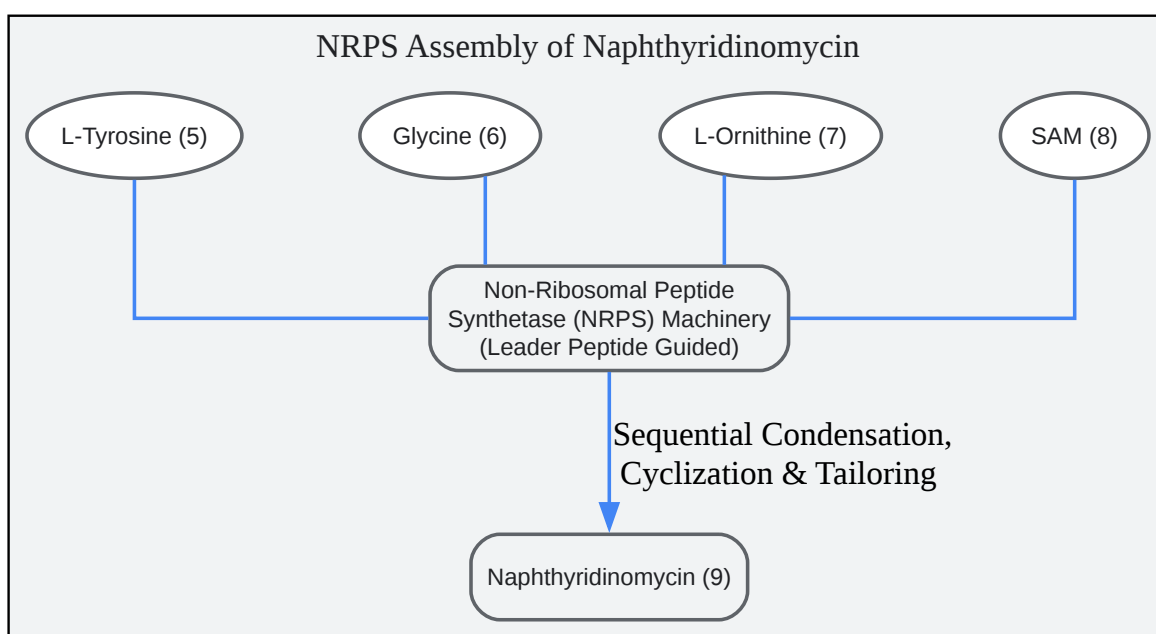 NRPS Assembly of Naphthyridinomycin
L-Tyrosine (5)
Glycine (6)
L-Ornithine (7)
SAM (8)
Non-Ribosomal Peptide
Synthetase (NRPS) Machinery
(Leader Peptide Guided)
Sequential Condensation,
Cyclization & Tailoring
Naphthyridinomycin (9)